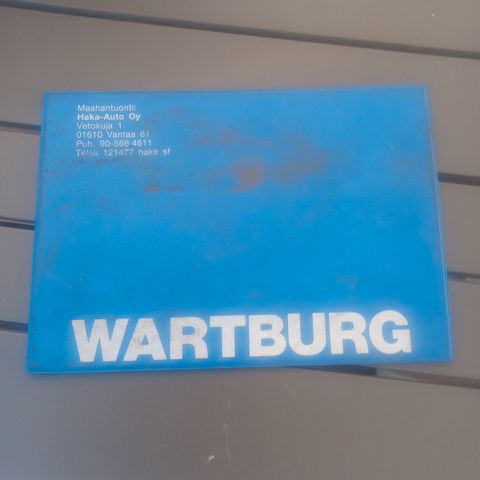 Maahantuonti:
Haka-Auto Oy
Vetokuja 1
01610 Vantaa 61
Puh. 90-566 4611
Telex 121477 haka sf
WARTBURG